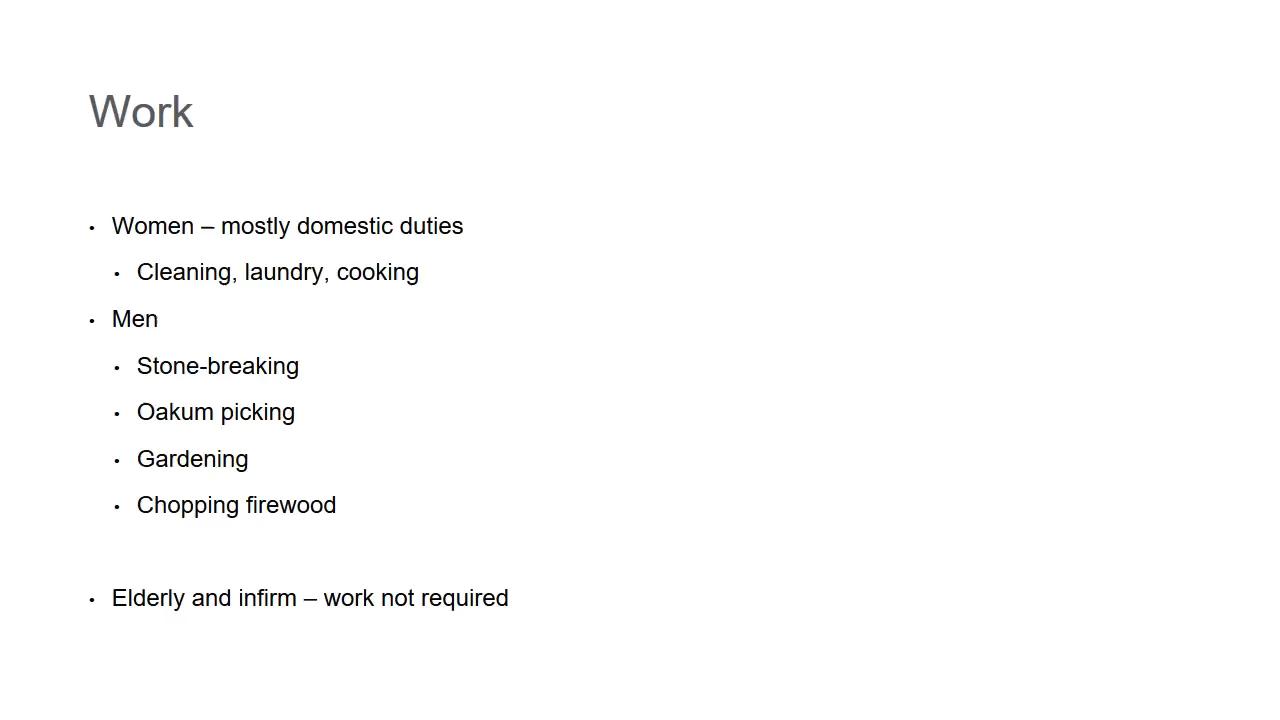 Work
• Women – mostly domestic duties
• Cleaning, laundry, cooking
• Men
• Stone-breaking
• Oakum picking
• Gardening
• Chopping firewood
• Elderly and infirm – work not required